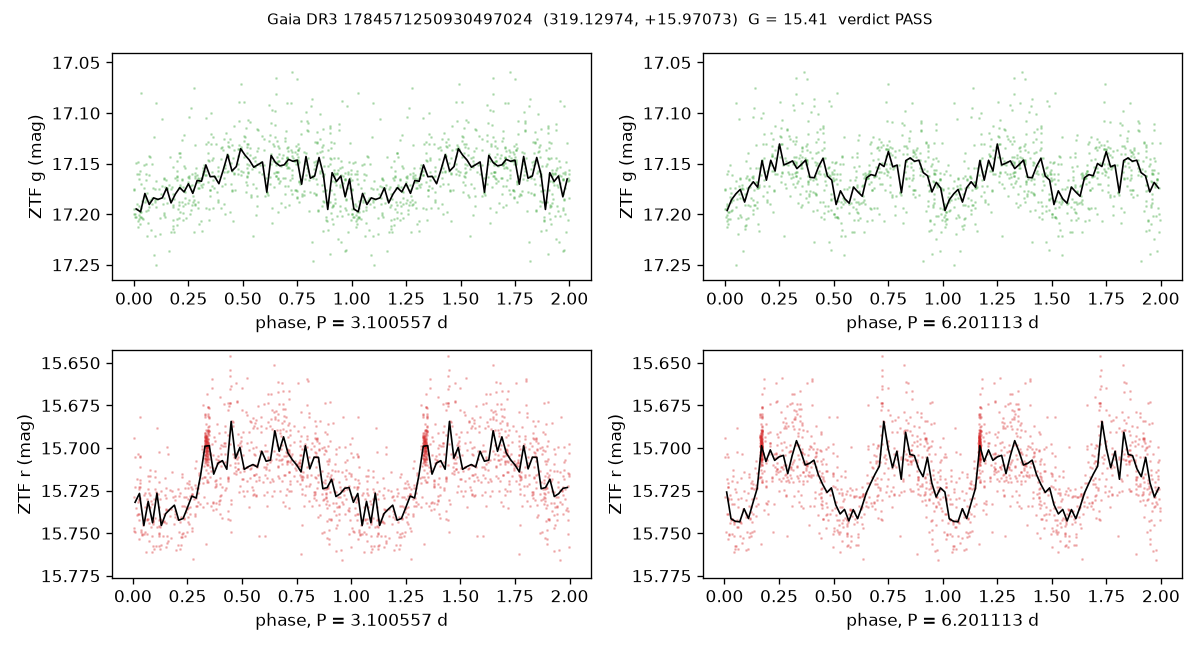 Gaia DR3 1784571250930497024 (319.12974, +15.97073) G = 15.41 verdict PASS
17.05
17.10
17.15
17.20
17.25
ZTF g (mag)
0.00 0.25 0.50 0.75 1.00 1.25 1.50 1.75 2.00
phase, P = 3.100557 d
17.05
17.10
17.15
17.20
17.25
ZTF g (mag)
0.00 0.25 0.50 0.75 1.00 1.25 1.50 1.75 2.00
phase, P = 6.201113 d
15.650
15.675
15.700
15.725
15.750
15.775
ZTF r (mag)
0.00 0.25 0.50 0.75 1.00 1.25 1.50 1.75 2.00
phase, P = 3.100557 d
15.650
15.675
15.700
15.725
15.750
15.775
ZTF r (mag)
0.00 0.25 0.50 0.75 1.00 1.25 1.50 1.75 2.00
phase, P = 6.201113 d